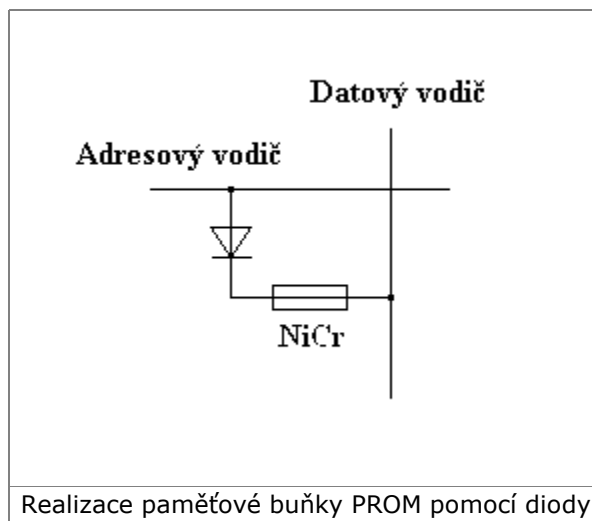 Datový vodič
Adresový vodič
NiCr
Realizace paměťové buňky PROM pomocí diody